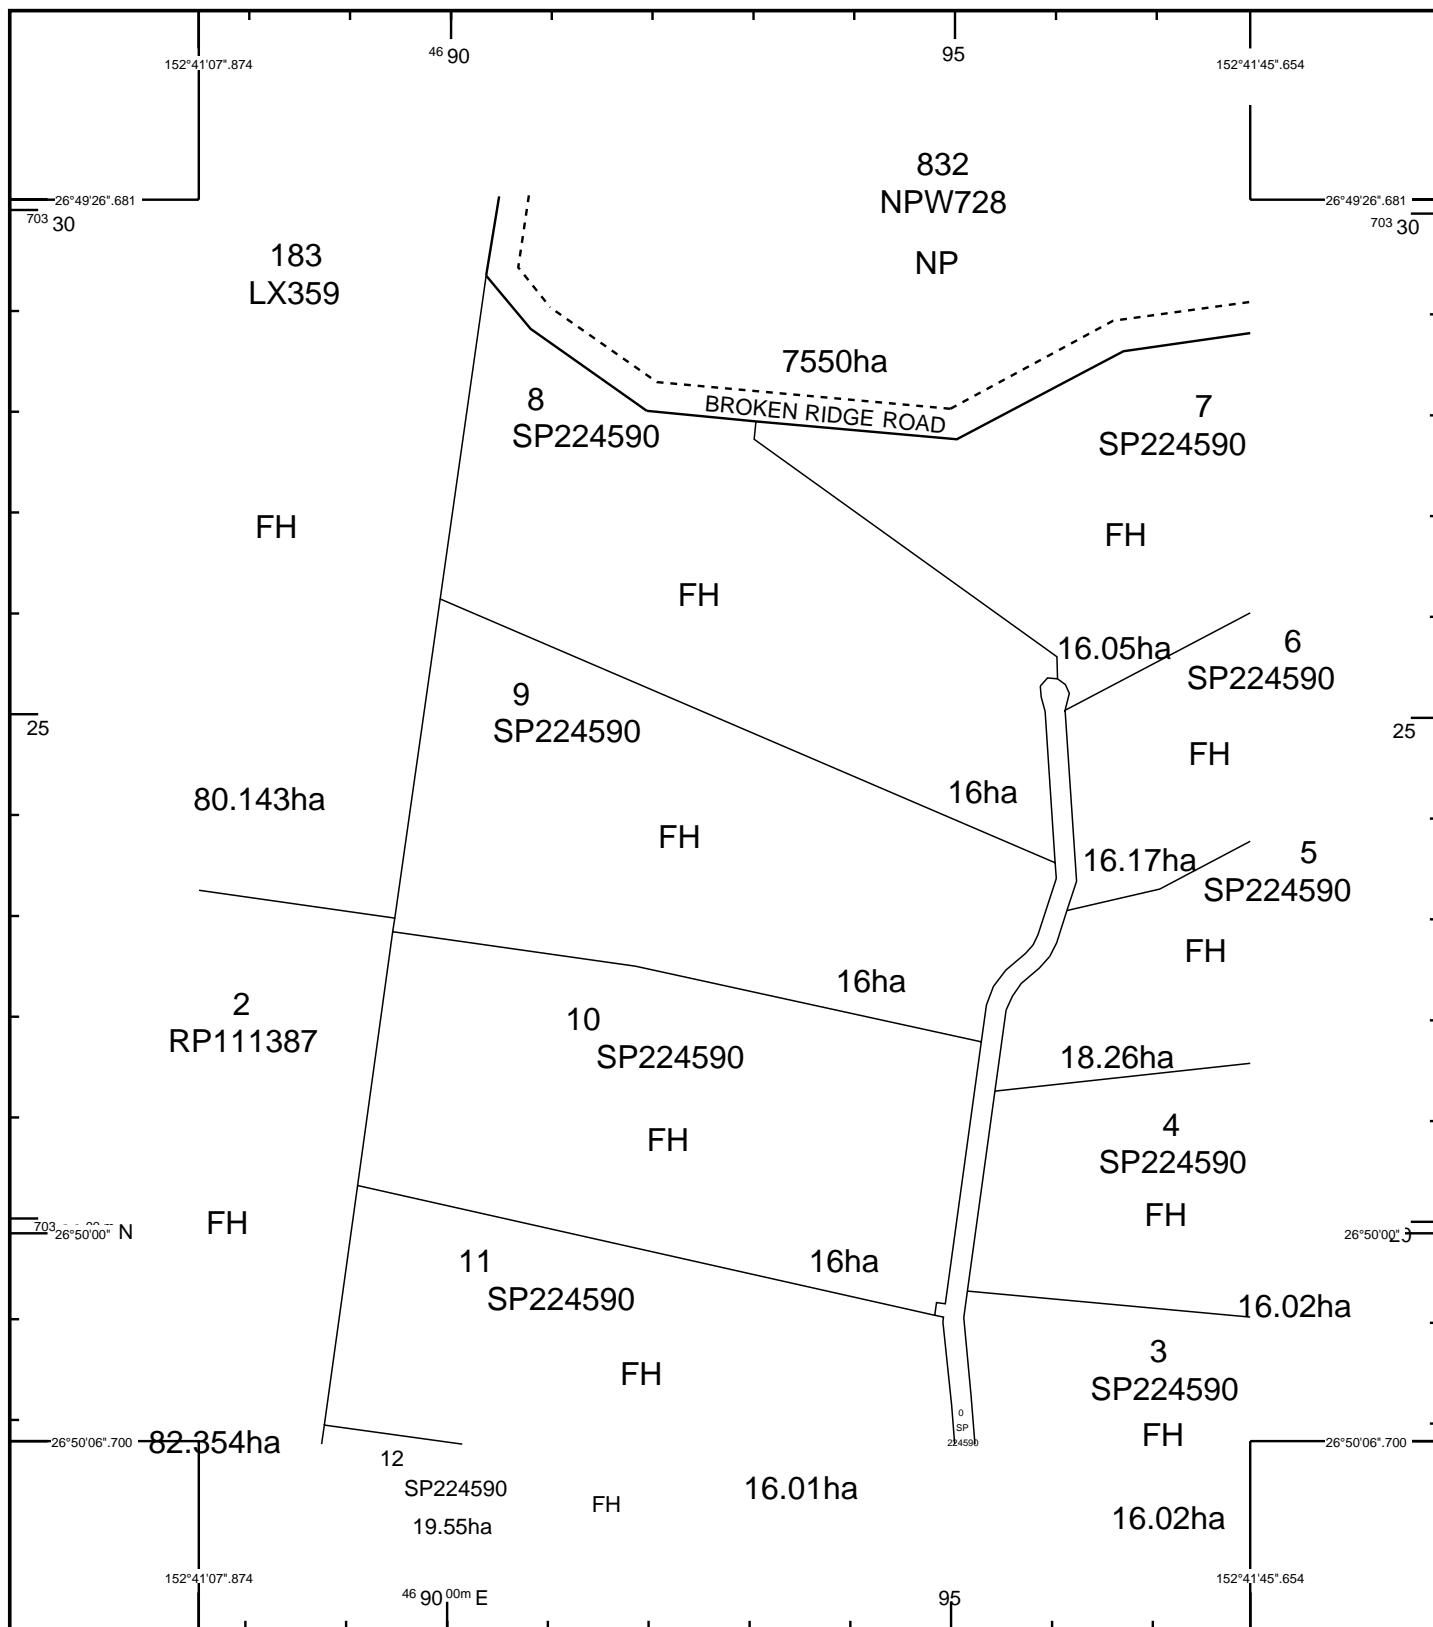 46 90
95
152°41'07".874
152°41'45".654
832
NPW728
NP
26°49'26".681
26°49'26".681
703 30
703 30
183
LX359
7550ha
BROKEN RIDGE ROAD
8
SP224590
7
SP224590
FH
FH
FH
16.05ha
6
SP224590
9
SP224590
25
25
FH
80.143ha
16ha
FH
16.17ha
5
SP224590
FH
16ha
2
RP111387
10
SP224590
18.26ha
FH
4
SP224590
FH
FH
703
N
26°50'00"
26°50'00"
11
SP224590
16ha
16.02ha
FH
3
SP224590
0
SP
224590
FH
26°50'06".700
82.354ha
26°50'06".700
12
SP224590
19.55ha
FH
16.01ha
16.02ha
152°41'07".874
152°41'45".654
46 90 00m E
95